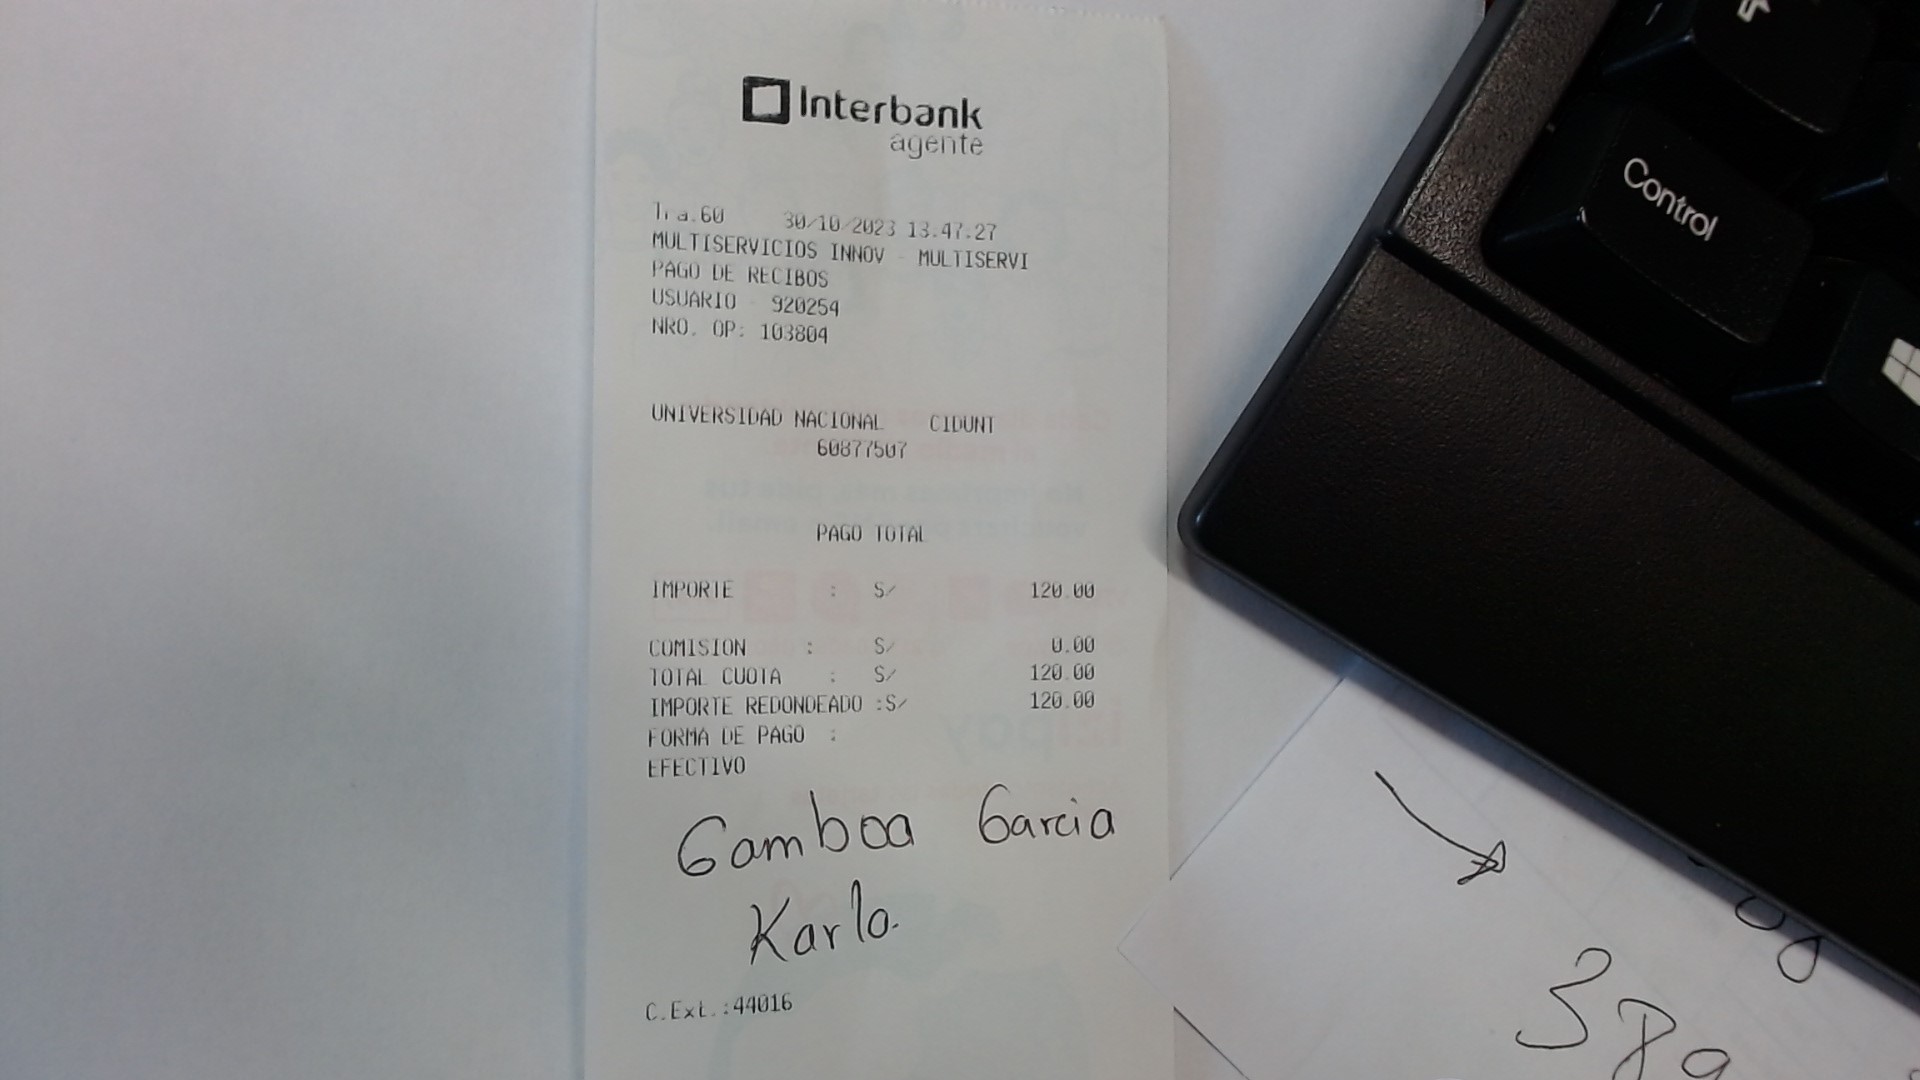 Interbank
agente
Tra.60 30/10/2023 13.47.27
MULTISERVICIOS INNOV - MULTISERVI
PAGO DE RECIBOS
USUARIO 920254
NRO. OP: 103804
UNIVERSIDAD NACIONAL CIDUNT
60877507
PAGO TOTAL
IMPORTE : S/ 120.00
COMISION : S/ 0.00
TOTAL CUOTA : S/ 120.00
IMPORTE REDONDEADO :S/ 120.00
FORMA DE PAGO :
EFECTIVO
Gamboa Garcia
Karla.
C.Ext.:44016
Control